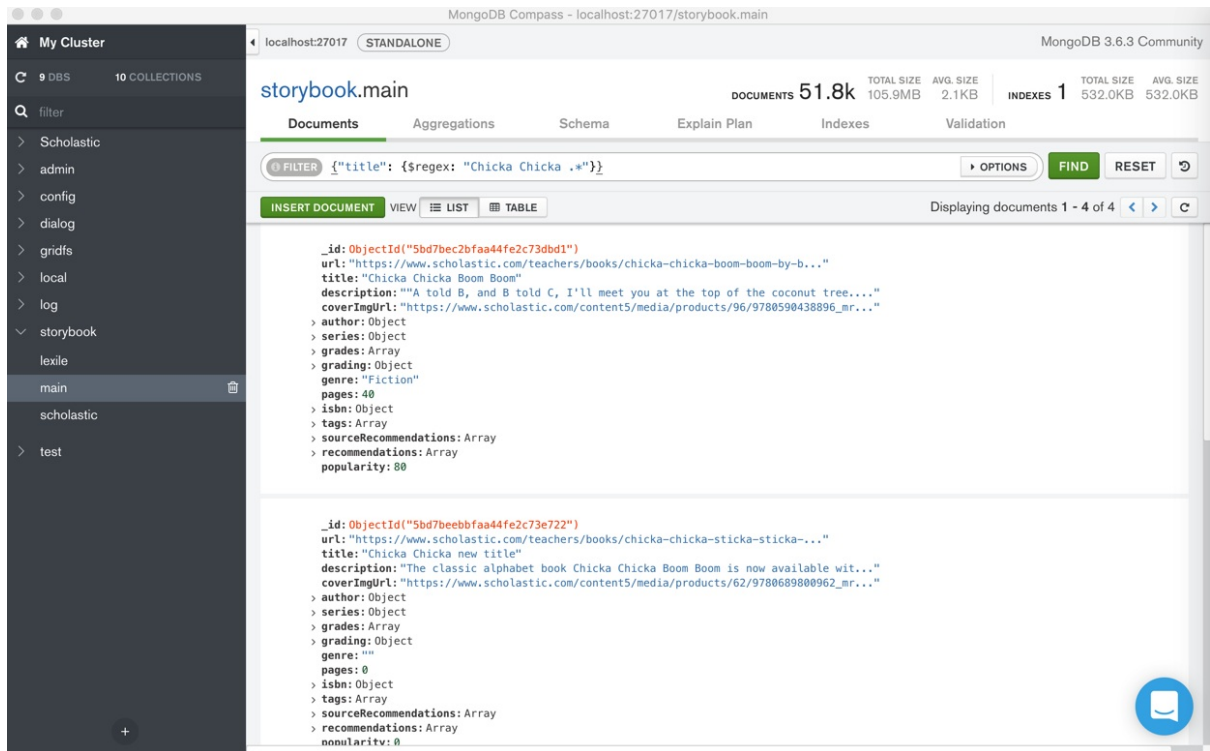 MongoDB Compass - localhost:27017/storybook.main
My Cluster
9 DBS 10 COLLECTIONS
filter
Scholastic
admin
config
dialog
gridfs
local
log
storybook
lexile
main
scholastic
test
+
localhost:27017 STANDALONE MongoDB 3.6.3 Community
storybook.main
DOCUMENTS 51.8k TOTAL SIZE 105.9MB AVG. SIZE 2.1KB INDEXES 1 TOTAL SIZE 532.0KB AVG. SIZE 532.0KB
Documents Aggregations Schema Explain Plan Indexes Validation
FILTER {"title": {$regex: "Chicka Chicka .*"}} OPTIONS FIND RESET
INSERT DOCUMENT VIEW LIST TABLE Displaying documents 1 - 4 of 4
_id: ObjectId("5bd7bec2bfaa44fe2c73dbd1")
url: "https://www.scholastic.com/teachers/books/chicka-chicka-boom-boom-by-b..."
title: "Chicka Chicka Boom Boom"
description: ""A told B, and B told C, I'll meet you at the top of the coconut tree...."
coverImgUrl: "https://www.scholastic.com/content5/media/products/96/9780590438896_mr..."
> author: Object
> series: Object
> grades: Array
> grading: Object
genre: "Fiction"
pages: 40
> isbn: Object
> tags: Array
> sourceRecommendations: Array
> recommendations: Array
popularity: 80
_id: ObjectId("5bd7beebbfaa44fe2c73e722")
url: "https://www.scholastic.com/teachers/books/chicka-chicka-sticka-sticka-..."
title: "Chicka Chicka new title"
description: "The classic alphabet book Chicka Chicka Boom Boom is now available wit..."
coverImgUrl: "https://www.scholastic.com/content5/media/products/62/9780689800962_mr..."
> author: Object
> series: Object
> grades: Array
> grading: Object
genre: ""
pages: 0
> isbn: Object
> tags: Array
> sourceRecommendations: Array
> recommendations: Array
popularity: 0